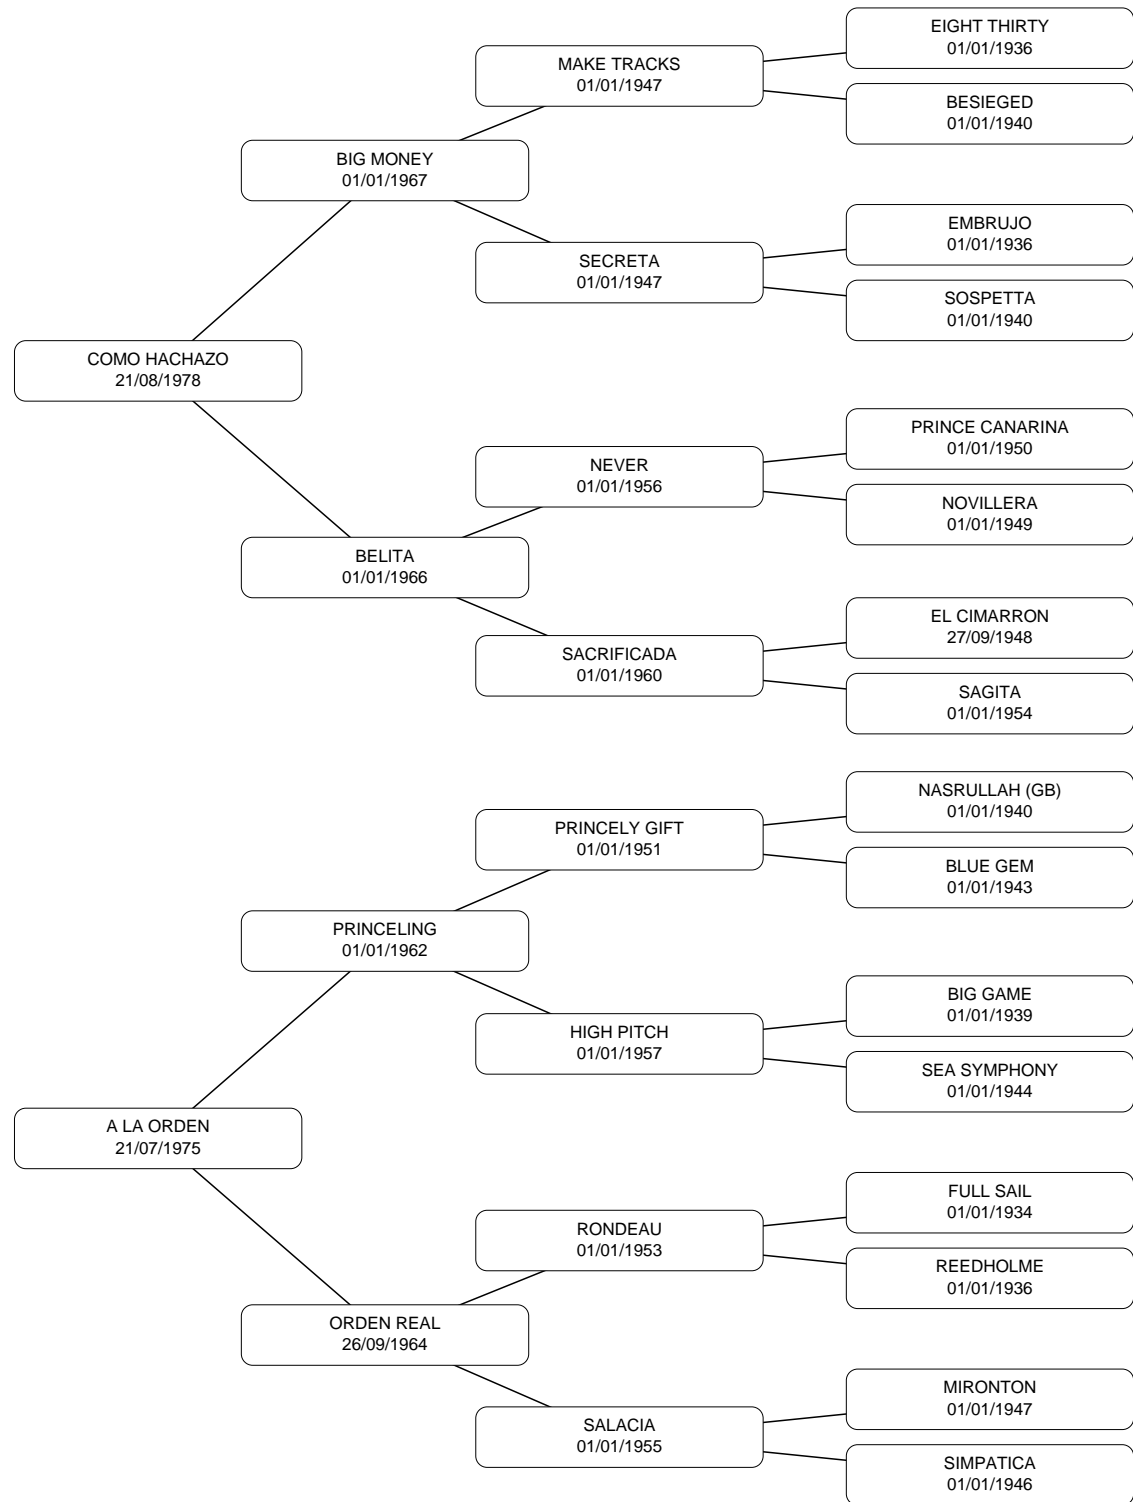 EIGHT THIRTY
01/01/1936
MAKE TRACKS
01/01/1947
BESIEGED
01/01/1940
BIG MONEY
01/01/1967
EMBRUJO
01/01/1936
SECRETA
01/01/1947
SOSPETTA
01/01/1940
COMO HACHAZO
21/08/1978
PRINCE CANARINA
01/01/1950
NEVER
01/01/1956
NOVILLERA
01/01/1949
BELITA
01/01/1966
EL CIMARRON
27/09/1948
SACRIFICADA
01/01/1960
SAGITA
01/01/1954
NASRULLAH (GB)
01/01/1940
PRINCELY GIFT
01/01/1951
BLUE GEM
01/01/1943
PRINCELING
01/01/1962
BIG GAME
01/01/1939
HIGH PITCH
01/01/1957
SEA SYMPHONY
01/01/1944
A LA ORDEN
21/07/1975
FULL SAIL
01/01/1934
RONDEAU
01/01/1953
REEDHOLME
01/01/1936
ORDEN REAL
26/09/1964
MIRONTON
01/01/1947
SALACIA
01/01/1955
SIMPATICA
01/01/1946